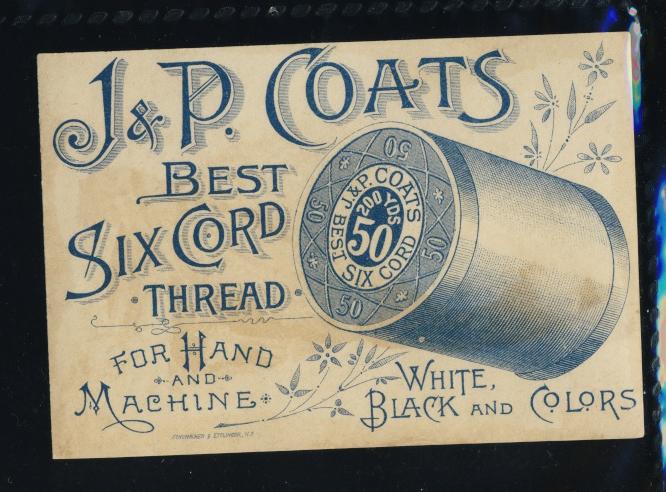 J. & P. COATS
BEST
SIX CORD
THREAD
FOR HAND
AND
MACHINE
WHITE,
BLACK AND COLORS
J. & P. COATS
BEST SIX CORD
200 YDS
50
50
50
50
50